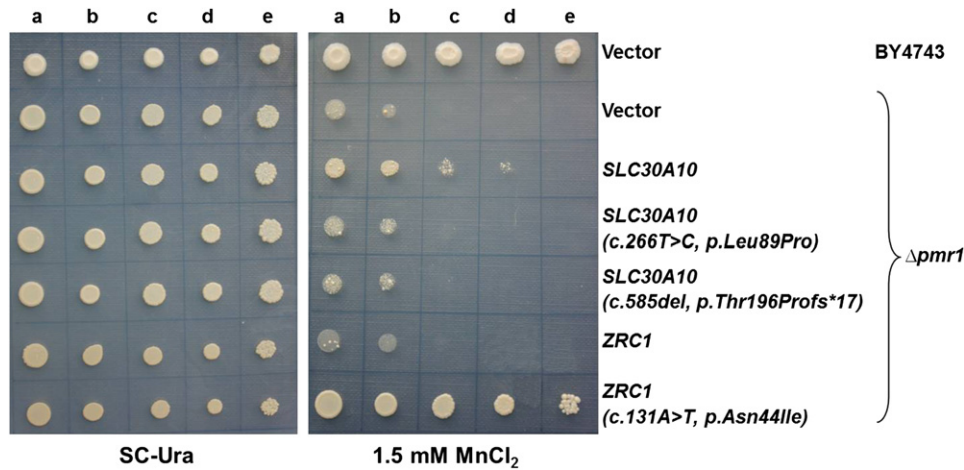 a b c d e a b c d e
Vector BY4743
Vector
SLC30A10
SLC30A10
(c.266T>C, p.Leu89Pro)
SLC30A10
(c.585del, p.Thr196Profs*17)
Δpmr1
ZRC1
ZRC1
(c.131A>T, p.Asn44Ile)
SC-Ura 1.5 mM MnCl₂